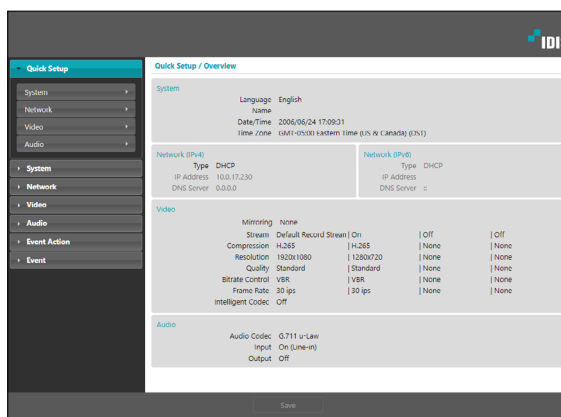 IDIS
Quick Setup
Quick Setup / Overview
System
Network
Video
Audio
System
Network
Video
Audio
Event Action
Event
System
Language English
Name
Date/Time 2006/06/24 17:09:31
Time Zone GMT-05:00 Eastern Time (US & Canada) (DST)
Network (IPv4)
Type DHCP
IP Address 10.0.17.230
DNS Server 0.0.0.0
Network (IPv6)
Type DHCP
IP Address
DNS Server ::
Video
Mirroring None
Stream Default Record Stream | On | Off | Off
Compression H.265 | H.265 | None | None
Resolution 1920x1080 | 1280x720 | None | None
Quality Standard | Standard | None | None
Bitrate Control VBR | VBR | None | None
Frame Rate 30 ips | 30 ips | None | None
Intelligent Codec Off
Audio
Audio Codec G.711 u-Law
Input On (Line-in)
Output Off
Save